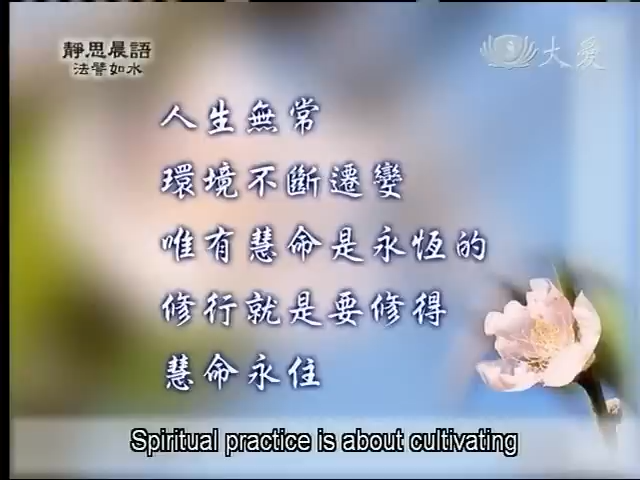 靜思晨語
法譬如水
大愛
人生無常
環境不斷遷變
唯有慧命是永恆的
修行就是要修得
慧命永住
Spiritual practice is about cultivating